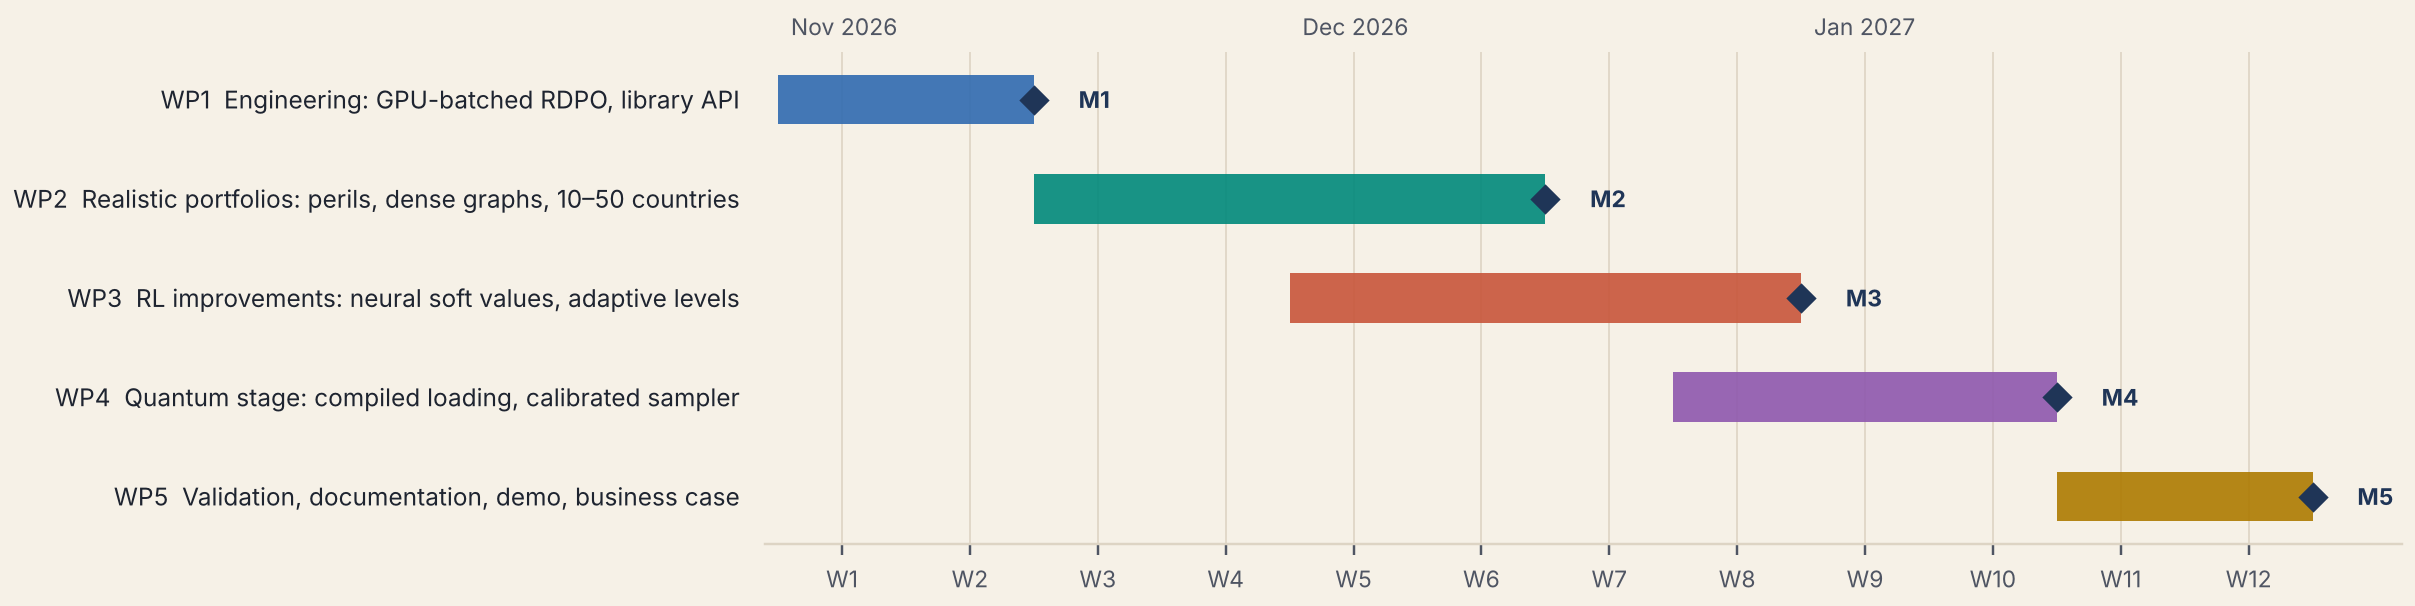 Nov 2026 Dec 2026 Jan 2027
WP1 Engineering: GPU-batched RDPO, library API M1
WP2 Realistic portfolios: perils, dense graphs, 10–50 countries M2
WP3 RL improvements: neural soft values, adaptive levels M3
WP4 Quantum stage: compiled loading, calibrated sampler M4
WP5 Validation, documentation, demo, business case M5
W1 W2 W3 W4 W5 W6 W7 W8 W9 W10 W11 W12